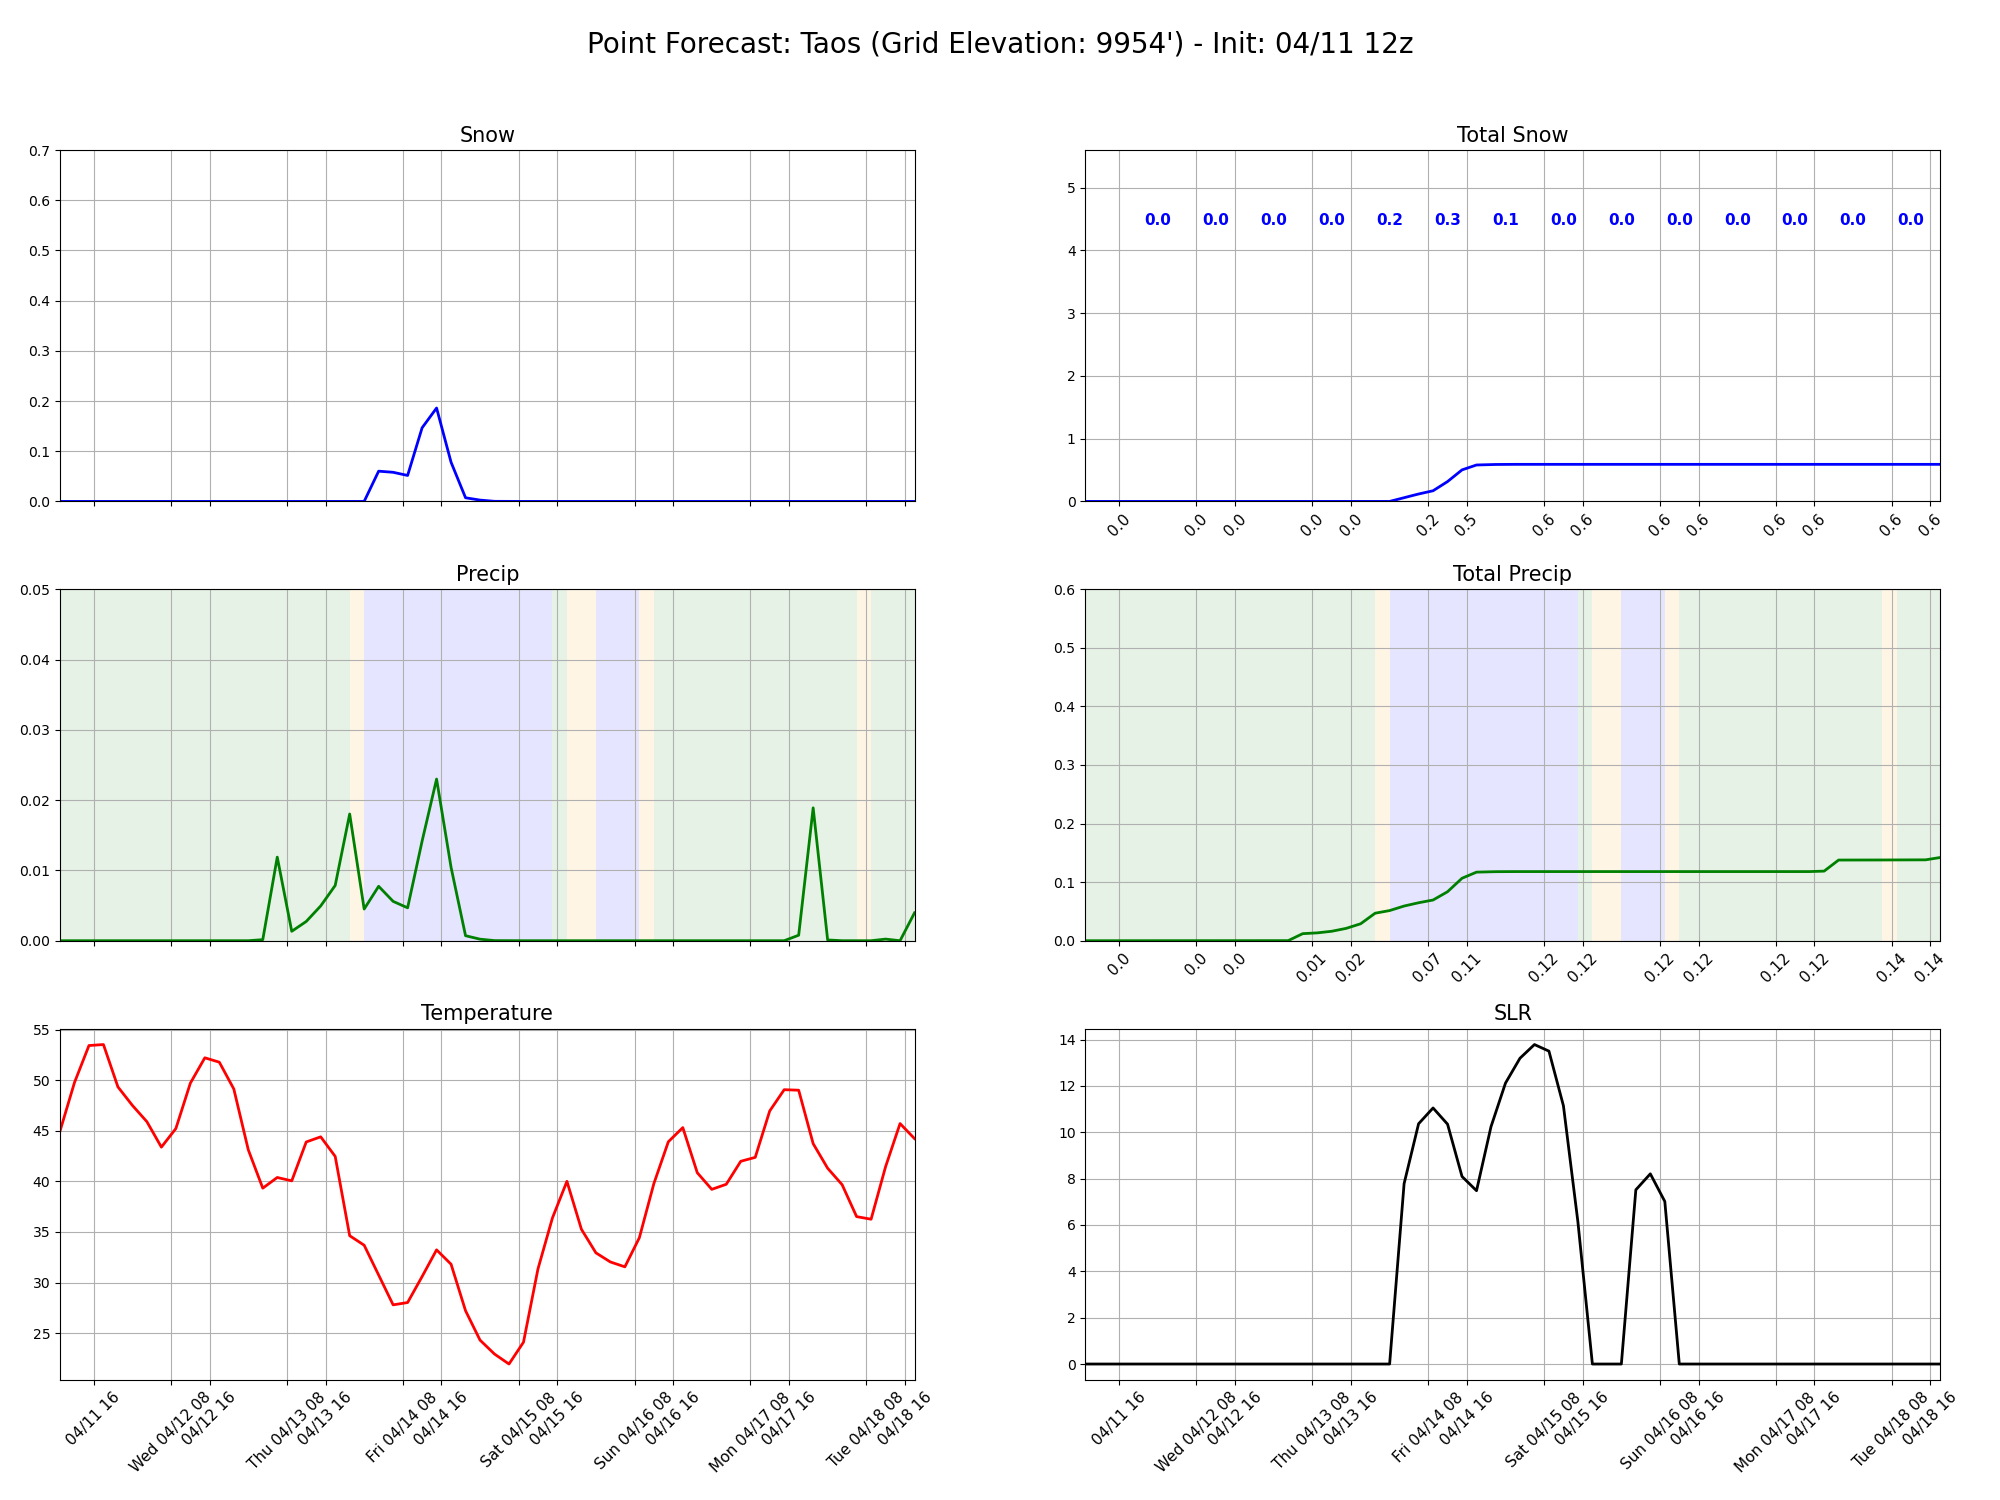 Point Forecast: Taos (Grid Elevation: 9954') - Init: 04/11 12z
Snow
0.7
0.6
0.5
0.4
0.3
0.2
0.1
0.0
Total Snow
5
4
3
2
1
0
0.0 0.0 0.0 0.0 0.2 0.3 0.1 0.0 0.0 0.0 0.0 0.0 0.0 0.0
0.0 0.0 0.0 0.0 0.0 0.2 0.5 0.6 0.6 0.6 0.6 0.6 0.6 0.6 0.6
Precip
0.05
0.04
0.03
0.02
0.01
0.00
Total Precip
0.6
0.5
0.4
0.3
0.2
0.1
0.0
0.0 0.0 0.0 0.01 0.02 0.07 0.11 0.12 0.12 0.12 0.12 0.12 0.12 0.14 0.14
Temperature
55
50
45
40
35
30
25
04/11 16
Wed 04/12 08
04/12 16
Thu 04/13 08
04/13 16
Fri 04/14 08
04/14 16
Sat 04/15 08
04/15 16
Sun 04/16 08
04/16 16
Mon 04/17 08
04/17 16
Tue 04/18 08
04/18 16
SLR
14
12
10
8
6
4
2
0
04/11 16
Wed 04/12 08
04/12 16
Thu 04/13 08
04/13 16
Fri 04/14 08
04/14 16
Sat 04/15 08
04/15 16
Sun 04/16 08
04/16 16
Mon 04/17 08
04/17 16
Tue 04/18 08
04/18 16